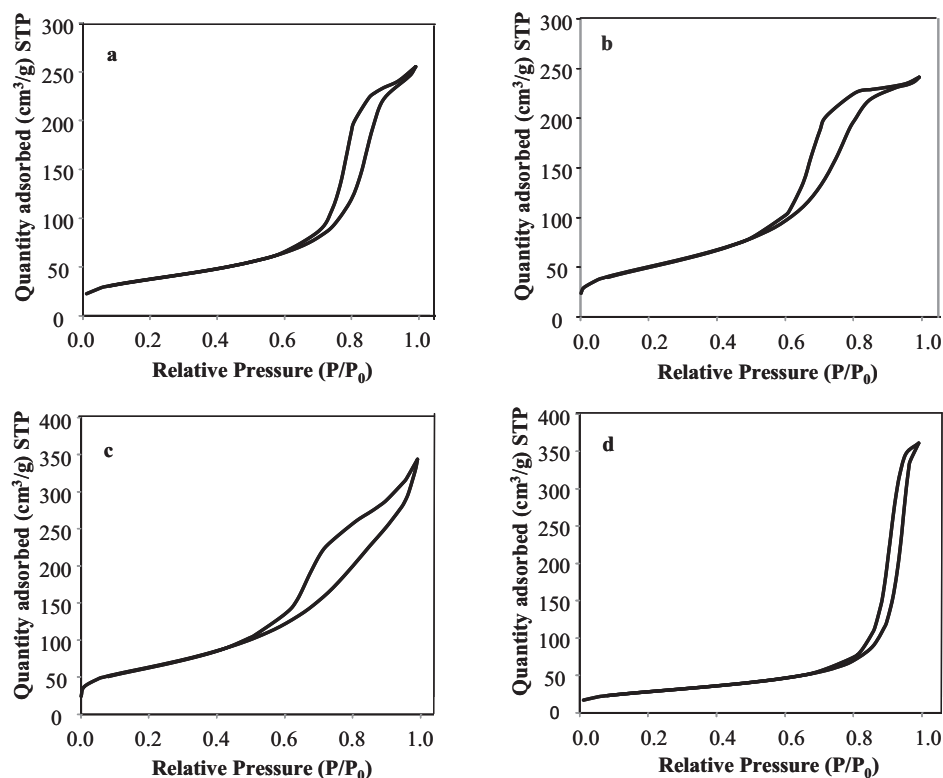 a
Quantity adsorbed (cm³/g) STP
300
250
200
150
100
50
0
0.0 0.2 0.4 0.6 0.8 1.0
Relative Pressure (P/P₀)
b
Quantity adsorbed (cm³/g) STP
300
250
200
150
100
50
0
0.0 0.2 0.4 0.6 0.8 1.0
Relative Pressure (P/P₀)
c
Quantity adsorbed (cm³/g) STP
400
350
300
250
200
150
100
50
0
0.0 0.2 0.4 0.6 0.8 1.0
Relative Pressure (P/P₀)
d
Quantity adsorbed (cm³/g) STP
400
350
300
250
200
150
100
50
0
0.0 0.2 0.4 0.6 0.8 1.0
Relative Pressure (P/P₀)